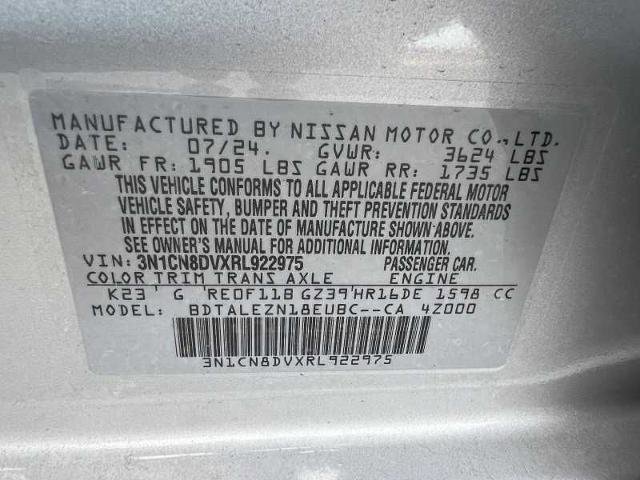 MANUFACTURED BY NISSAN MOTOR CO., LTD.
DATE: 07/24. GVWR: 3624 LBS
GAWR FR: 1905 LBS GAWR RR: 1735 LBS
THIS VEHICLE CONFORMS TO ALL APPLICABLE FEDERAL MOTOR
VEHICLE SAFETY, BUMPER AND THEFT PREVENTION STANDARDS
IN EFFECT ON THE DATE OF MANUFACTURE SHOWN ABOVE.
SEE OWNER'S MANUAL FOR ADDITIONAL INFORMATION.
VIN: 3N1CN8DVXRL922975 PASSENGER CAR.
COLOR TRIM TRANS AXLE ENGINE
K23' G 'RE0F11B GZ39'HR16DE 1598 CC
MODEL: BDTALEZN18EUBC--CA 4Z000
3N1CN8DVXRL922975